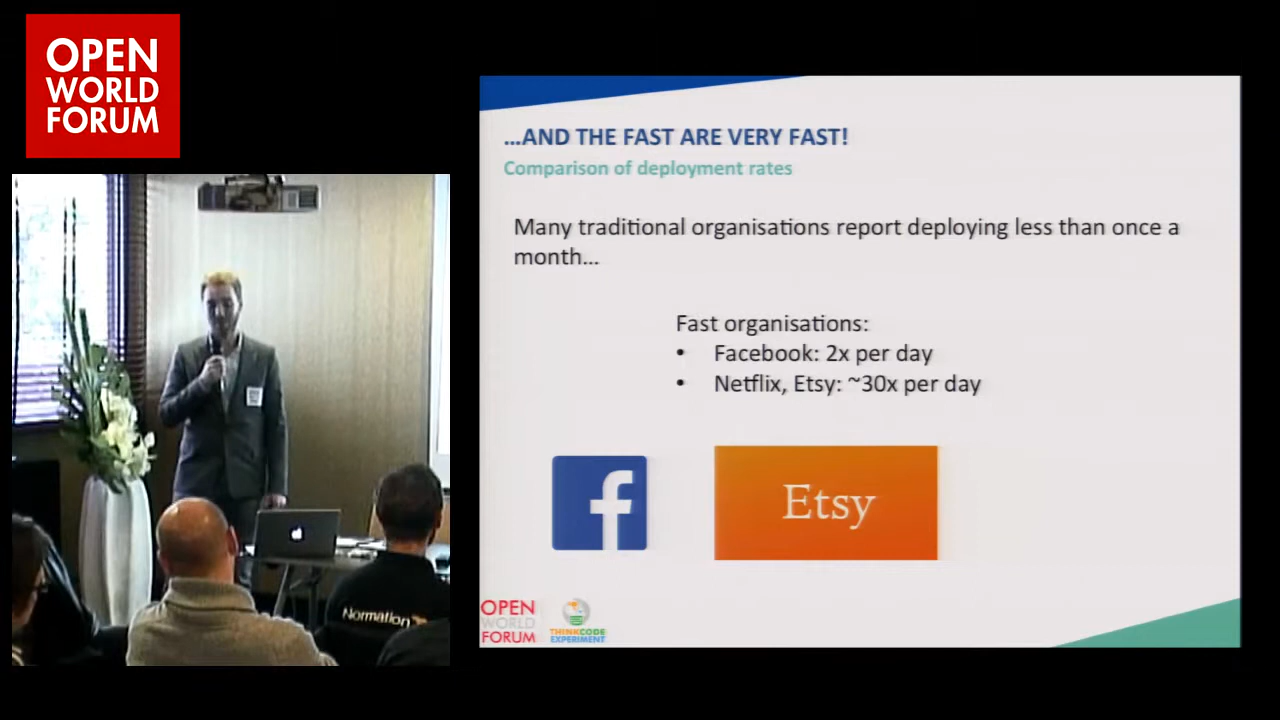 OPEN
WORLD
FORUM
…AND THE FAST ARE VERY FAST!
Comparison of deployment rates
Many traditional organisations report deploying less than once a
month…
Fast organisations:
• Facebook: 2x per day
• Netflix, Etsy: ~30x per day
f
Etsy
Normation
OPEN
WORLD
FORUM
THINKCODE
EXPERIMENT